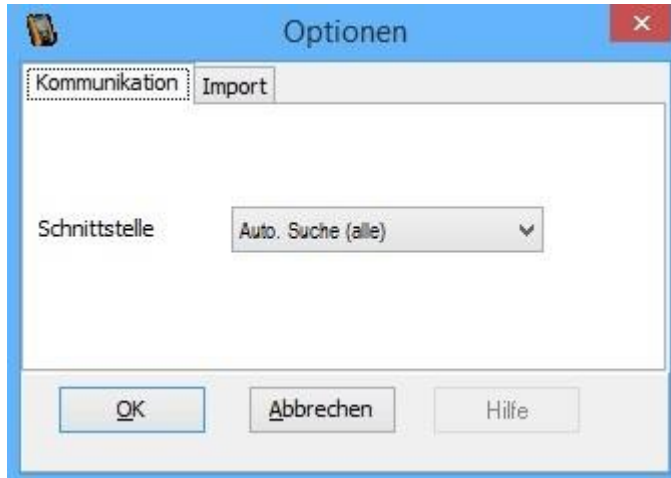 Optionen
Kommunikation Import
Schnittstelle Auto. Suche (alle)
OK Abbrechen Hilfe